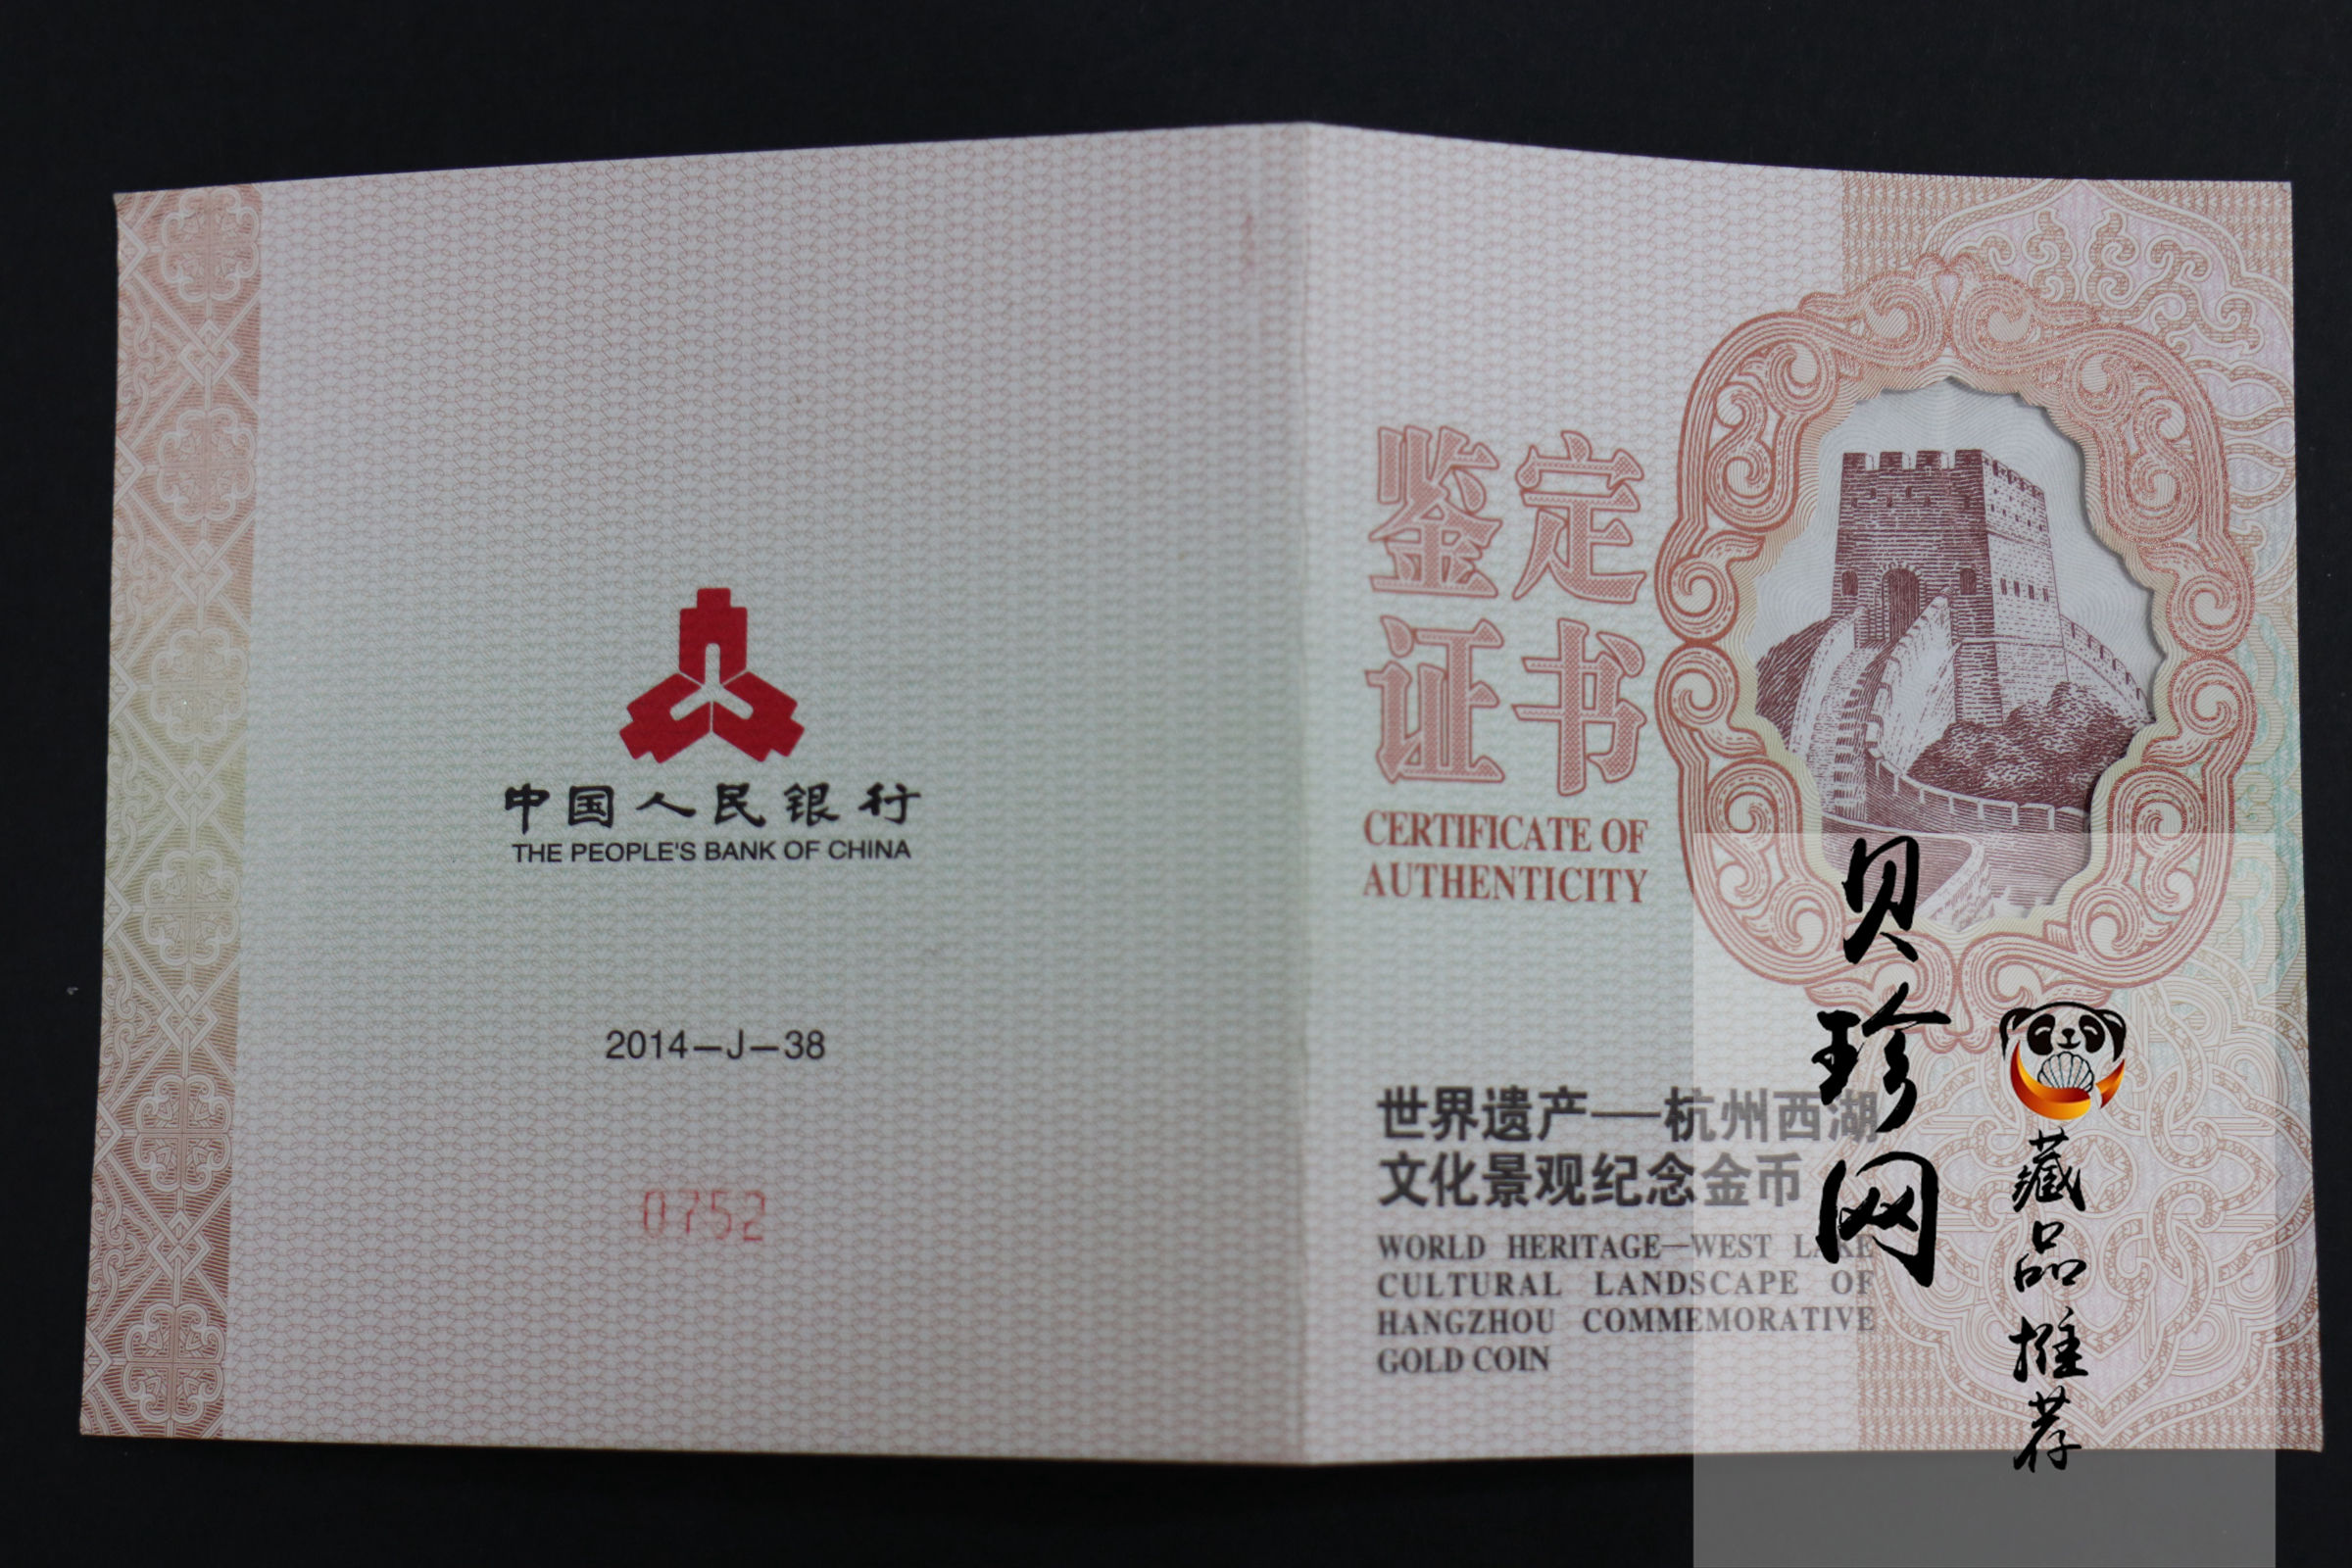 中国人民银行
THE PEOPLE'S BANK OF CHINA
2014—J—38
0752
鉴定
证书
CERTIFICATE OF
AUTHENTICITY
世界遗产——杭州西湖
文化景观纪念金币
WORLD HERITAGE—WEST LAKE
CULTURAL LANDSCAPE OF
HANGZHOU COMMEMORATIVE
GOLD COIN
贝珍网
藏品推荐